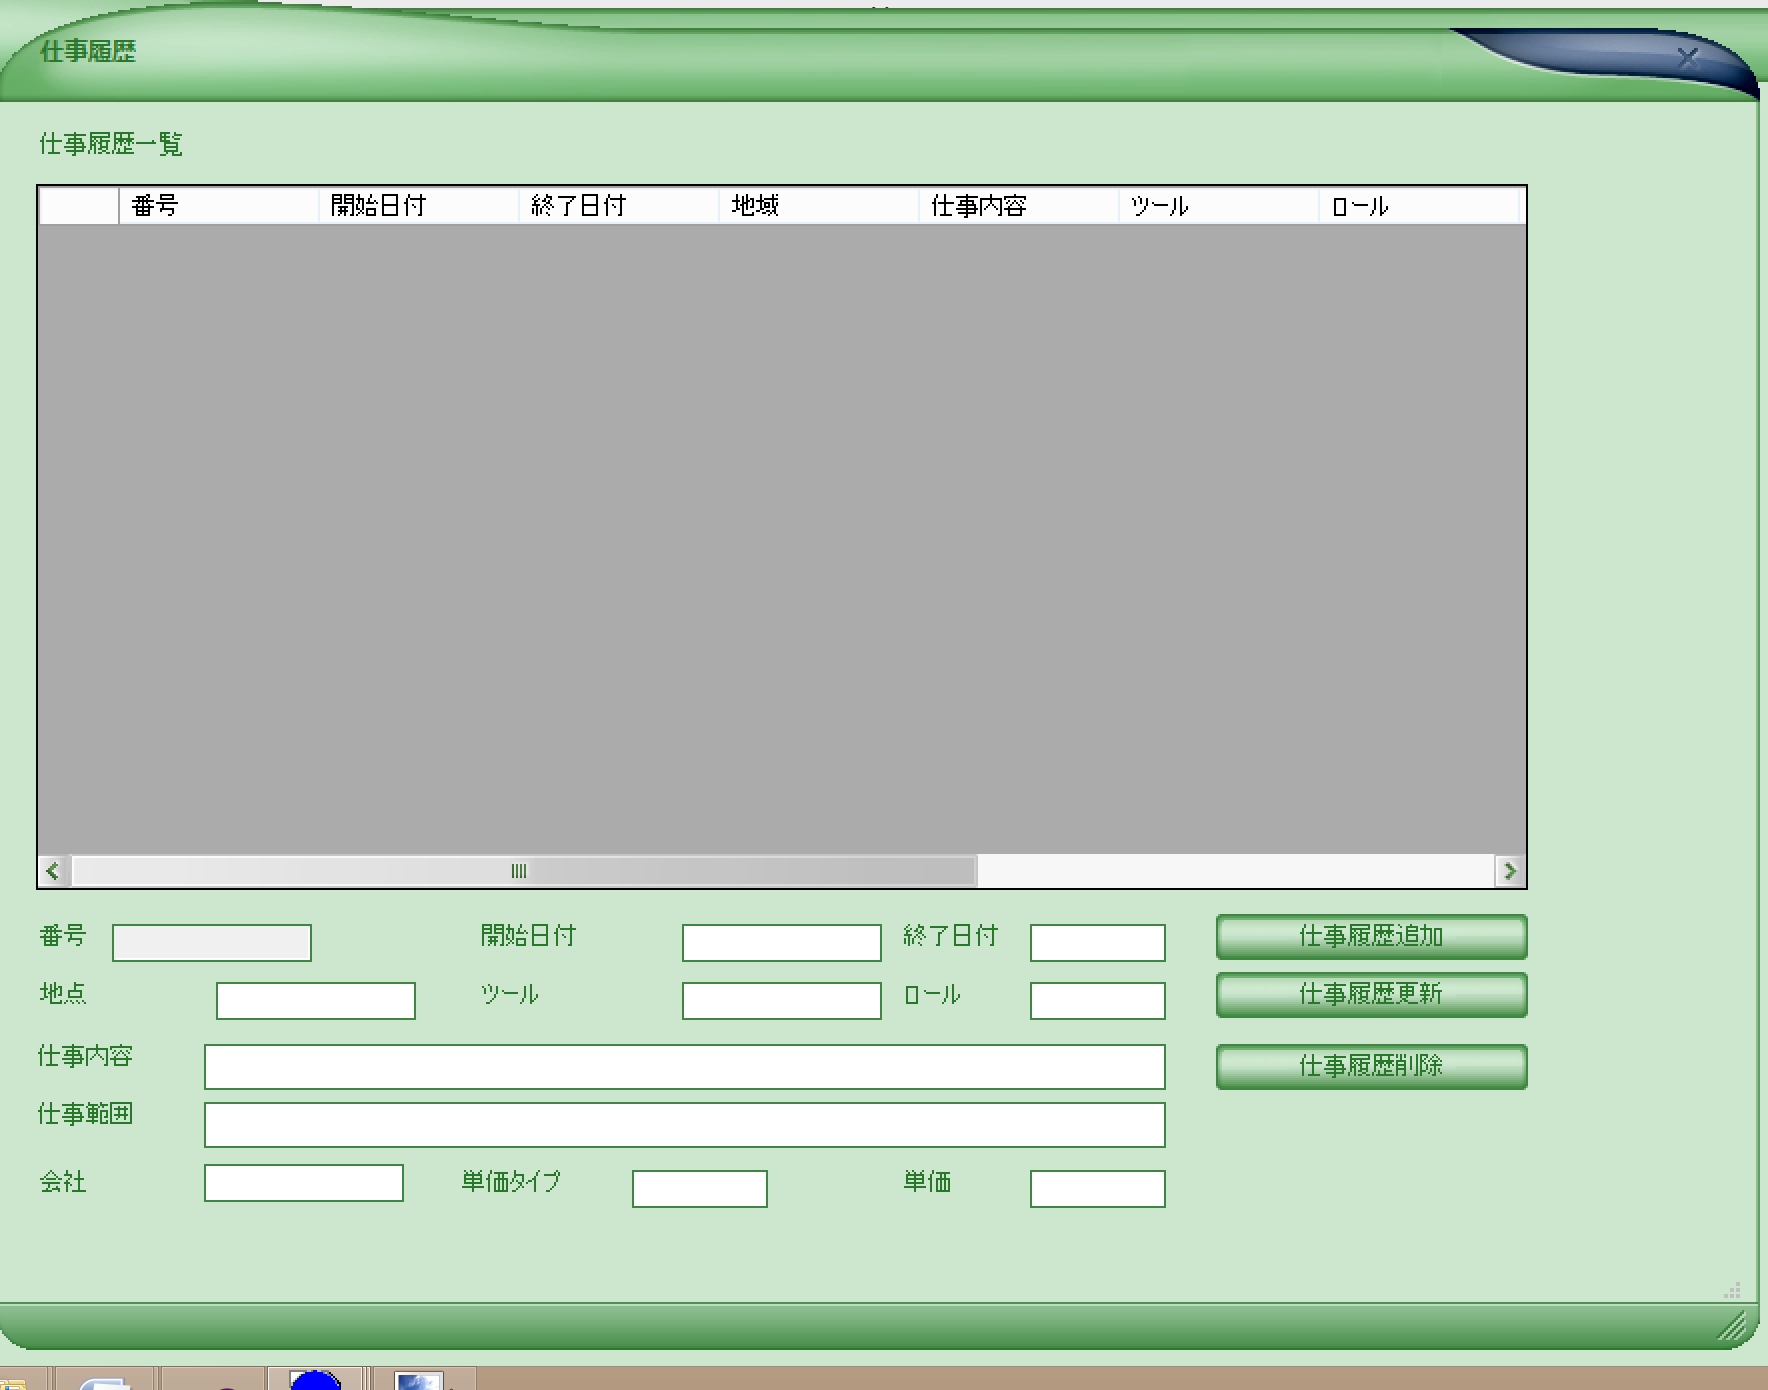 仕事履歴
仕事履歴一覧
番号 開始日付 終了日付 地域 仕事内容 ツール ロール
番号 開始日付 終了日付 仕事履歴追加
地点 ツール ロール 仕事履歴更新
仕事内容 仕事履歴削除
仕事範囲
会社 単価タイプ 単価